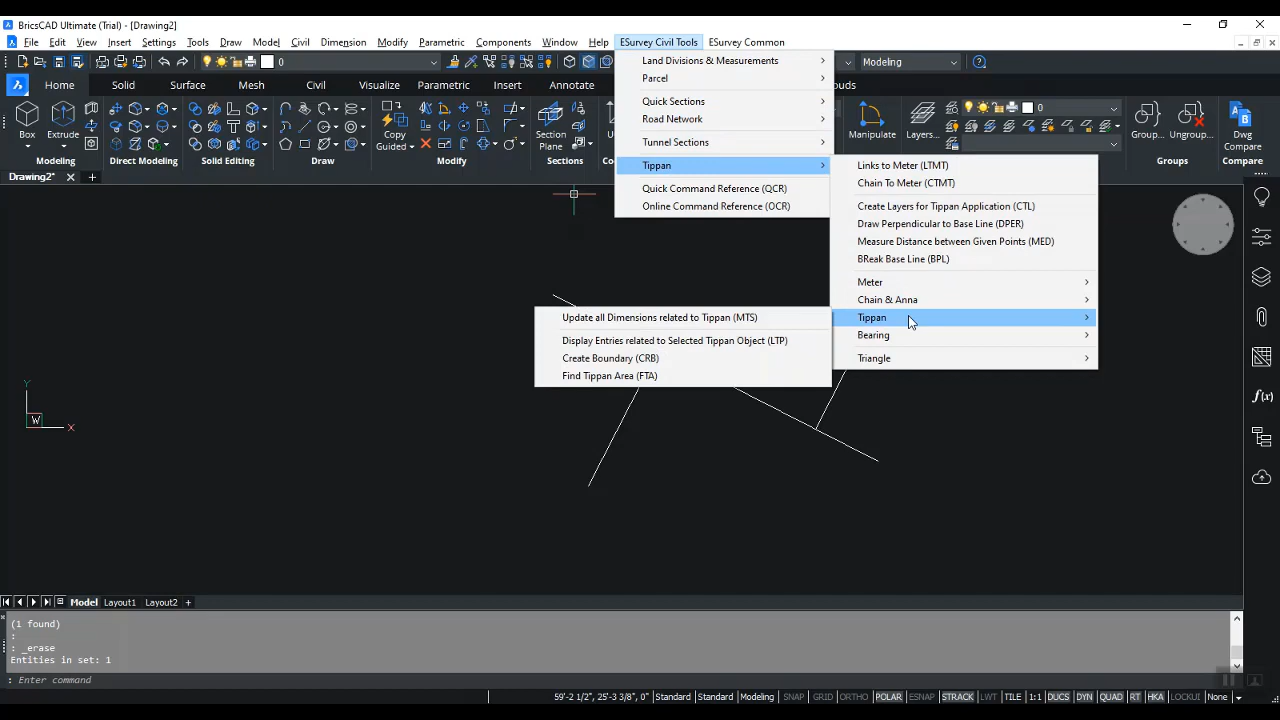 BricsCAD Ultimate (Trial) - [Drawing2]
File Edit View Insert Settings Tools Draw Model Civil Dimension Modify Parametric Components Window Help ESurvey Civil Tools ESurvey Common
0 Modeling
Home Solid Surface Mesh Civil Visualize Parametric Insert Annotate
Box Extrude Copy Guided Section Plane Manipulate Layers... 0 Group... Ungroup... Dwg Compare
Modeling Direct Modeling Solid Editing Draw Modify Sections Groups Compare
Drawing2*
Land Divisions & Measurements
Parcel
Quick Sections
Road Network
Tunnel Sections
Tippan
Quick Command Reference (QCR)
Online Command Reference (OCR)
Links to Meter (LTMT)
Chain To Meter (CTMT)
Create Layers for Tippan Application (CTL)
Draw Perpendicular to Base Line (DPER)
Measure Distance between Given Points (MED)
BReak Base Line (BPL)
Meter
Chain & Anna
Tippan
Bearing
Triangle
Update all Dimensions related to Tippan (MTS)
Display Entries related to Selected Tippan Object (LTP)
Create Boundary (CRB)
Find Tippan Area (FTA)
Y
W
X
f(x)
Model Layout1 Layout2
(1 found)
:
: _erase
Entities in set: 1
: Enter command
59'-2 1/2", 25'-3 3/8", 0" Standard Standard Modeling SNAP GRID ORTHO POLAR ESNAP STRACK LWT TILE 1:1 DUCS DYN QUAD RT HKA LOCKUI None